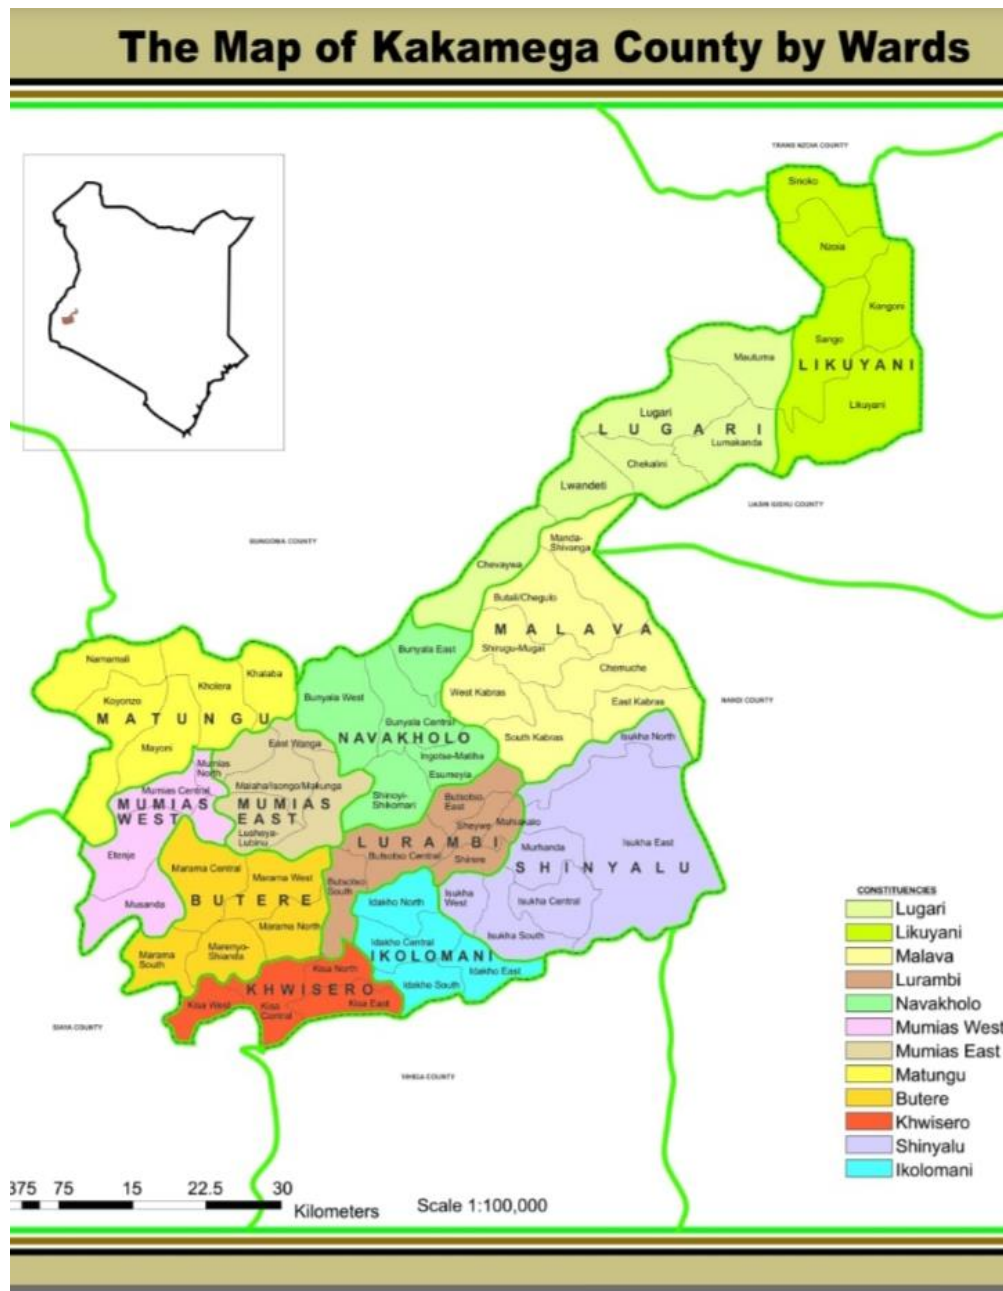 The Map of Kakamega County by Wards
TRANS NZOIA COUNTY
Sinoko
Nzoia
Kongoni
Sango
LIKUYANI
Likuyani
Mautuma
Lugari
LUGARI
Lumakanda
Chekalini
Lwandeti
UASIN GISHU COUNTY
BUNGOMA COUNTY
Manda-
Shivanga
Chevaywa
Butali/Chegulo
MALAVA
Shirugu-Mugai
Chemuche
West Kabras
East Kabras
South Kabras
NANDI COUNTY
Namamali
Khalaba
Kholera
Koyonzo
MATUNGU
Mayoni
Bunyala East
Bunyala West
Bunyala Central
NAVAKHOLO
Ingotse-Matiha
Esumeyia
Shinoyi-
Shikomari
East Wanga
Malaha/Isongo/Makunga
MUMIAS
EAST
Lusheya-
Lubinu
Mumias
North
Mumias Central
MUMIAS
WEST
Etenje
Musanda
Isukha North
Butsotso
East
Mahiakalo
Sheywe
LURAMBI
Butsotso Central
Shirere
Butsotso
South
Murhanda
Isukha East
SHINYALU
Isukha
West
Isukha Central
Isukha South
Marama Central
Marama West
BUTERE
Marama North
Marenyo-
Shianda
Marama
South
Idakho North
Idakho Central
IKOLOMANI
Idakho East
Idakho South
Kisa North
KHWISERO
Kisa West
Kisa
Central
Kisa East
SIAYA COUNTY
VIHIGA COUNTY
CONSTITUENCIES
Lugari
Likuyani
Malava
Lurambi
Navakholo
Mumias West
Mumias East
Matungu
Butere
Khwisero
Shinyalu
Ikolomani
375 75 15 22.5 30
Kilometers
Scale 1:100,000